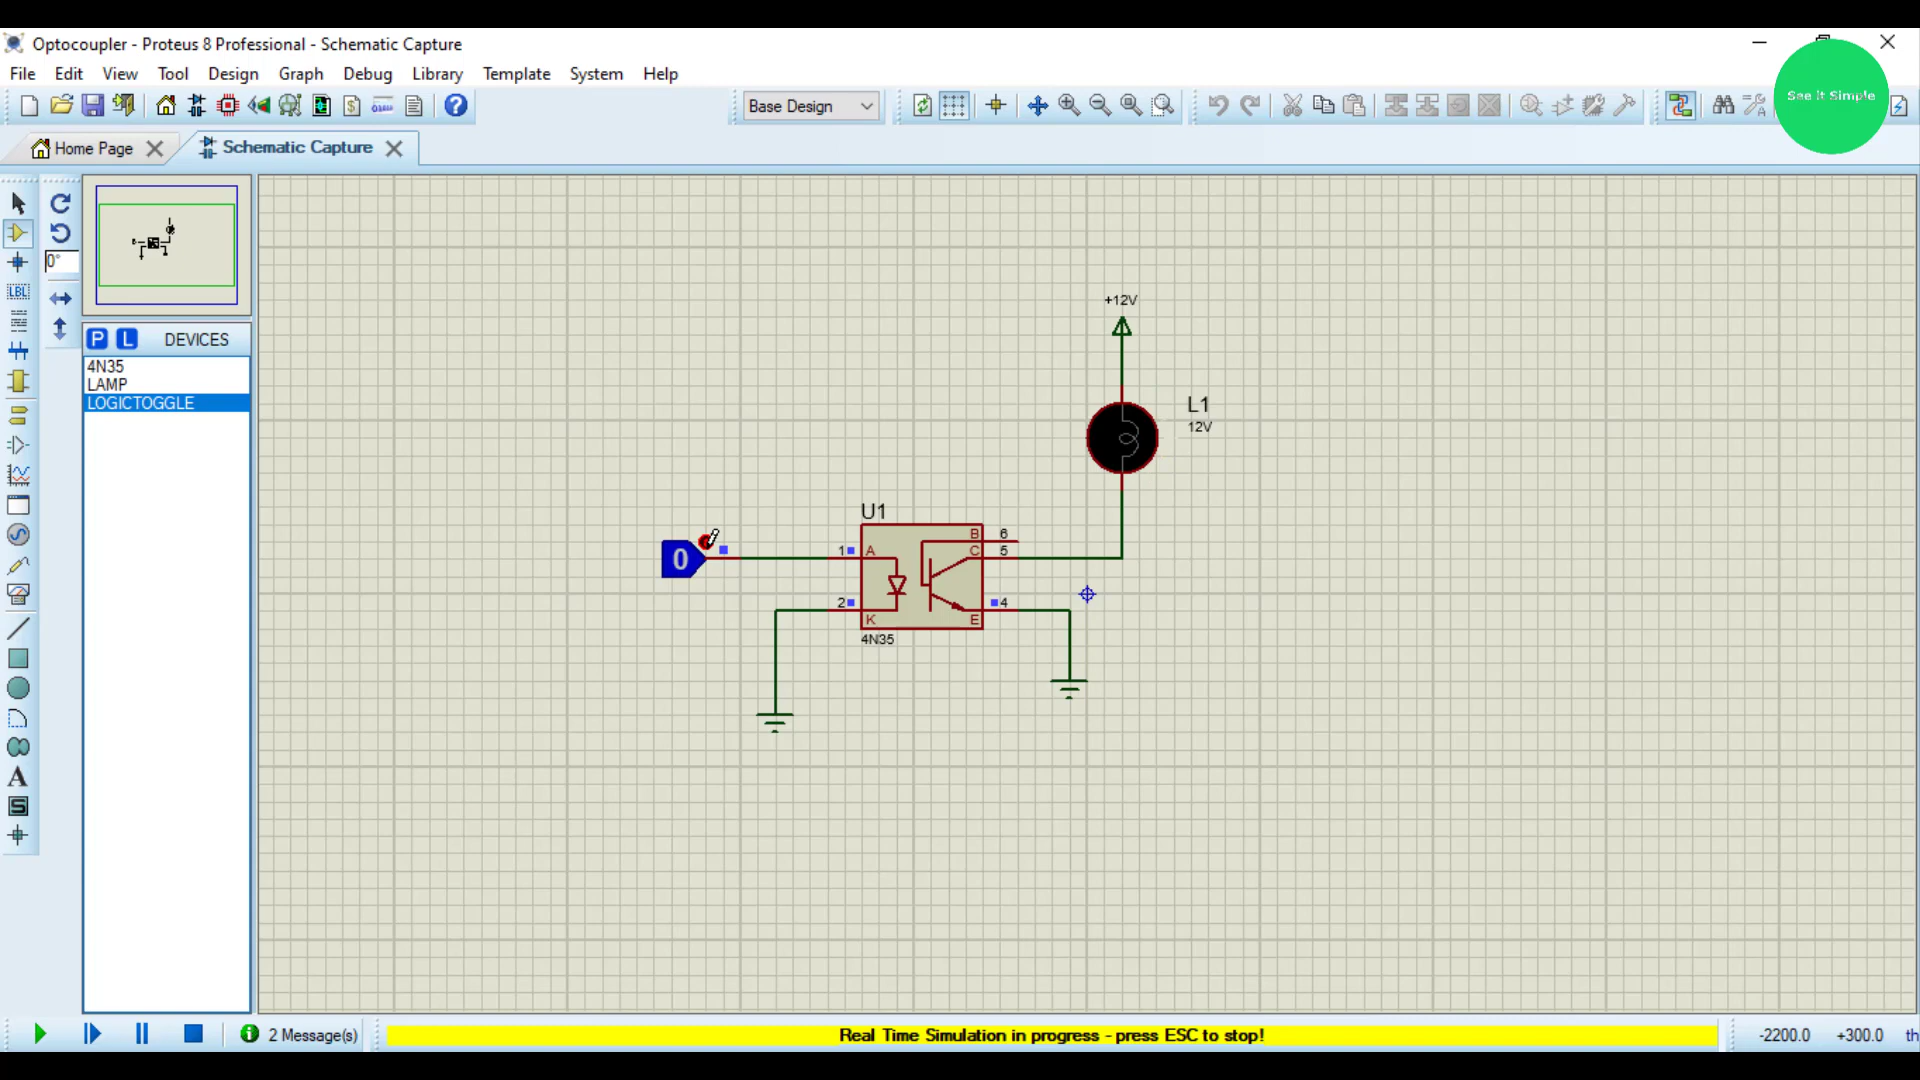 Optocoupler - Proteus 8 Professional - Schematic Capture
File Edit View Tool Design Graph Debug Library Template System Help
Base Design
See It Simple
Home Page
Schematic Capture
0°
LBL
P L DEVICES
4N35
LAMP
LOGICTOGGLE
A
S
+12V
L1
12V
U1
0
1 A
B 6
C 5
2 K
E 4
4N35
2 Message(s)
Real Time Simulation in progress - press ESC to stop!
-2200.0 +300.0 th